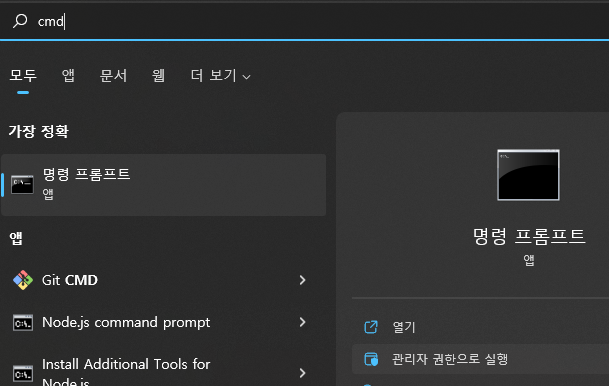 cmd
모두 앱 문서 웹 더 보기
가장 정확
명령 프롬프트
앱
앱
Git CMD
Node.js command prompt
Install Additional Tools for
Node.js
명령 프롬프트
앱
열기
관리자 권한으로 실행